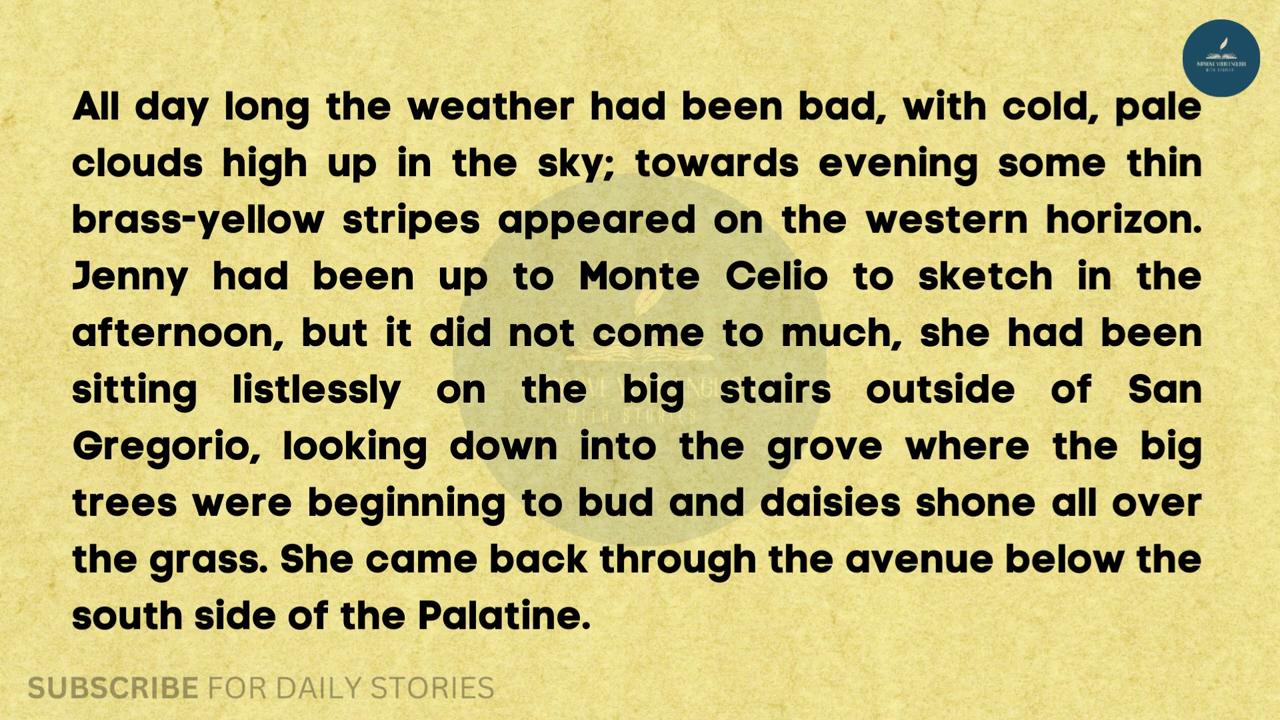 All day long the weather had been bad, with cold, pale
clouds high up in the sky; towards evening some thin
brass-yellow stripes appeared on the western horizon.
Jenny had been up to Monte Celio to sketch in the
afternoon, but it did not come to much, she had been
sitting listlessly on the big stairs outside of San
Gregorio, looking down into the grove where the big
trees were beginning to bud and daisies shone all over
the grass. She came back through the avenue below the
south side of the Palatine.
SUBSCRIBE FOR DAILY STORIES